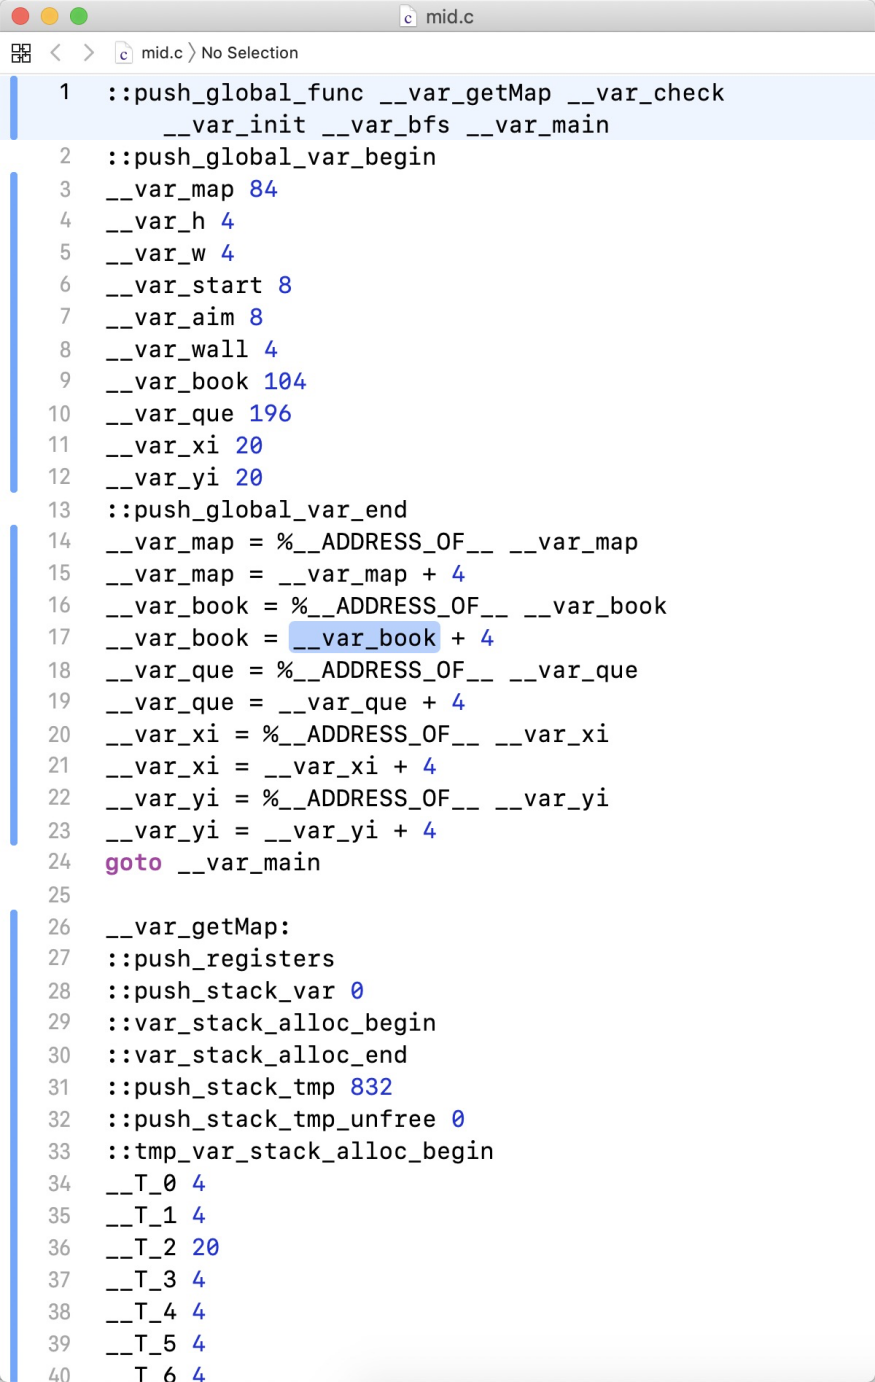 mid.c
mid.c 〉 No Selection
1 ::push_global_func __var_getMap __var_check
__var_init __var_bfs __var_main
2 ::push_global_var_begin
3 __var_map 84
4 __var_h 4
5 __var_w 4
6 __var_start 8
7 __var_aim 8
8 __var_wall 4
9 __var_book 104
10 __var_que 196
11 __var_xi 20
12 __var_yi 20
13 ::push_global_var_end
14 __var_map = %__ADDRESS_OF__ __var_map
15 __var_map = __var_map + 4
16 __var_book = %__ADDRESS_OF__ __var_book
17 __var_book = __var_book + 4
18 __var_que = %__ADDRESS_OF__ __var_que
19 __var_que = __var_que + 4
20 __var_xi = %__ADDRESS_OF__ __var_xi
21 __var_xi = __var_xi + 4
22 __var_yi = %__ADDRESS_OF__ __var_yi
23 __var_yi = __var_yi + 4
24 goto __var_main
25
26 __var_getMap:
27 ::push_registers
28 ::push_stack_var 0
29 ::var_stack_alloc_begin
30 ::var_stack_alloc_end
31 ::push_stack_tmp 832
32 ::push_stack_tmp_unfree 0
33 ::tmp_var_stack_alloc_begin
34 __T_0 4
35 __T_1 4
36 __T_2 20
37 __T_3 4
38 __T_4 4
39 __T_5 4
40 __T_6 4